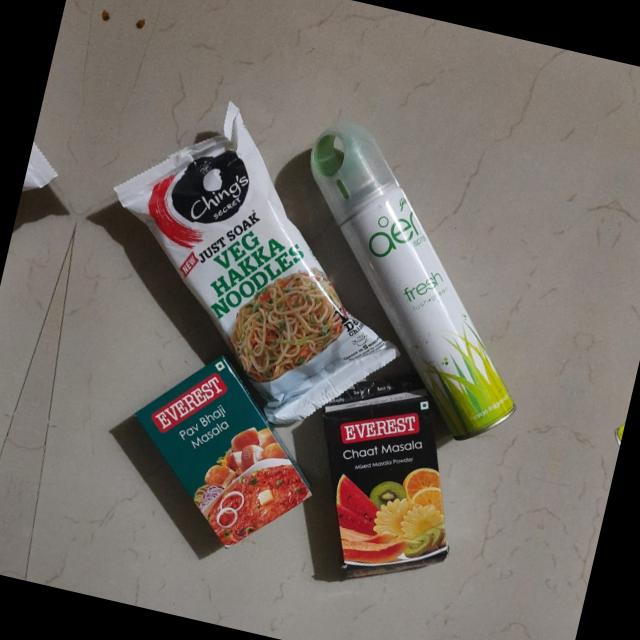 Ching's
SECRET
NEW
JUST SOAK
VEG
HAKKA
NOODLES
aer
fresh
EVEREST
Pav Bhaji
Masala
EVEREST
Chaat Masala
Mixed Masala Powder